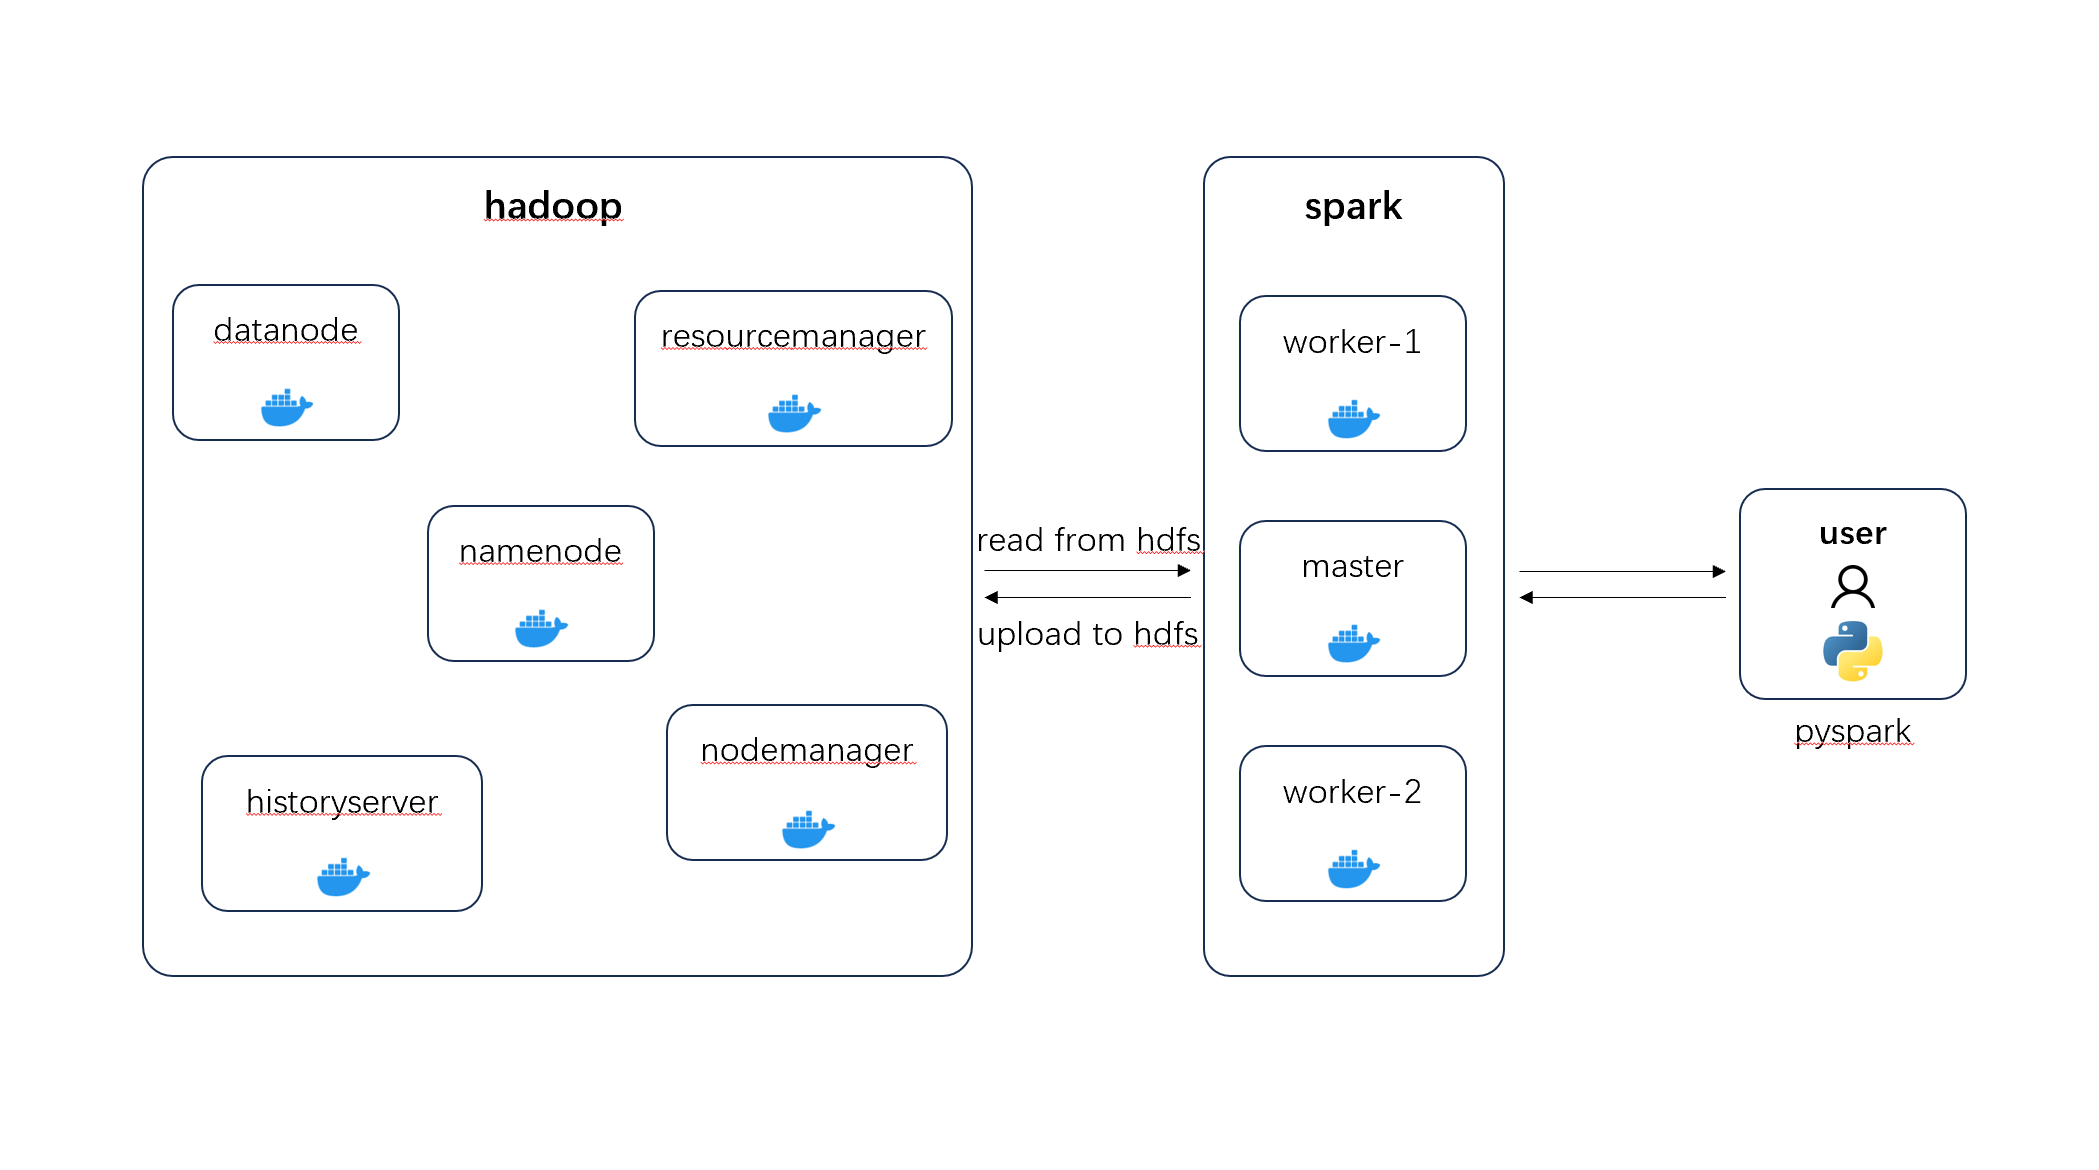 hadoop
datanode
resourcemanager
namenode
nodemanager
historyserver
read from hdfs
upload to hdfs
spark
worker-1
master
worker-2
user
pyspark